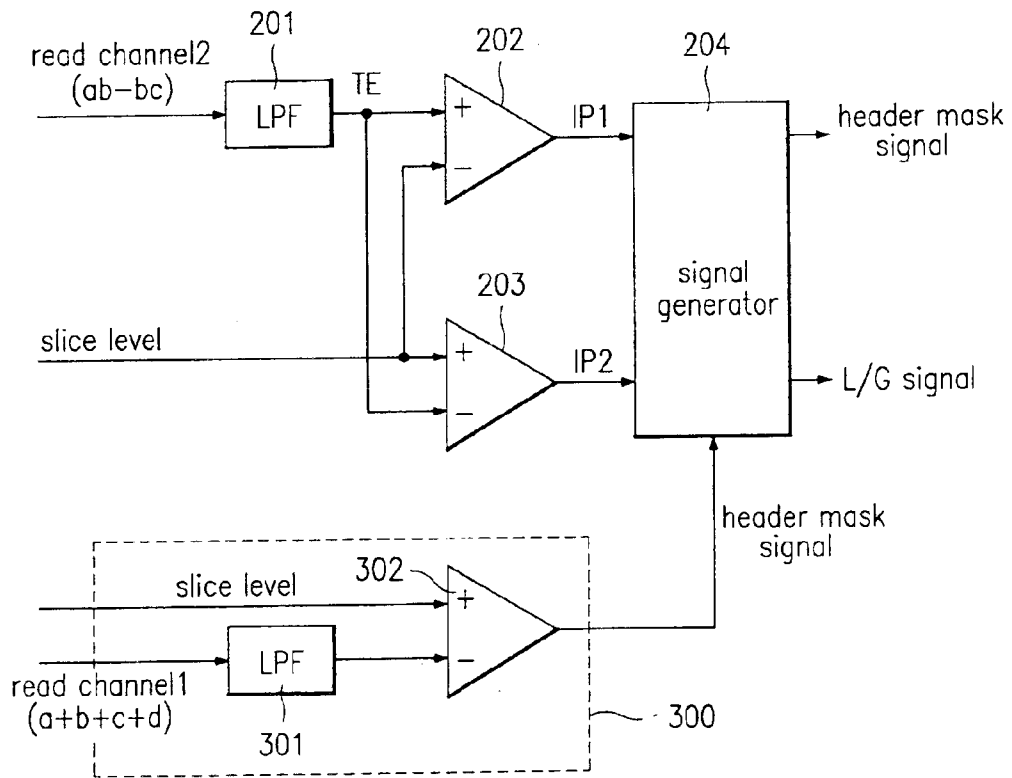 201
202
204
read channel2
(ab-bc)
TE
LPF
+
-
IP1
header mask
signal
signal
generator
203
slice level
+
-
IP2
L/G signal
header mask
signal
302
slice level
+
-
LPF
read channel1
(a+b+c+d)
301
300